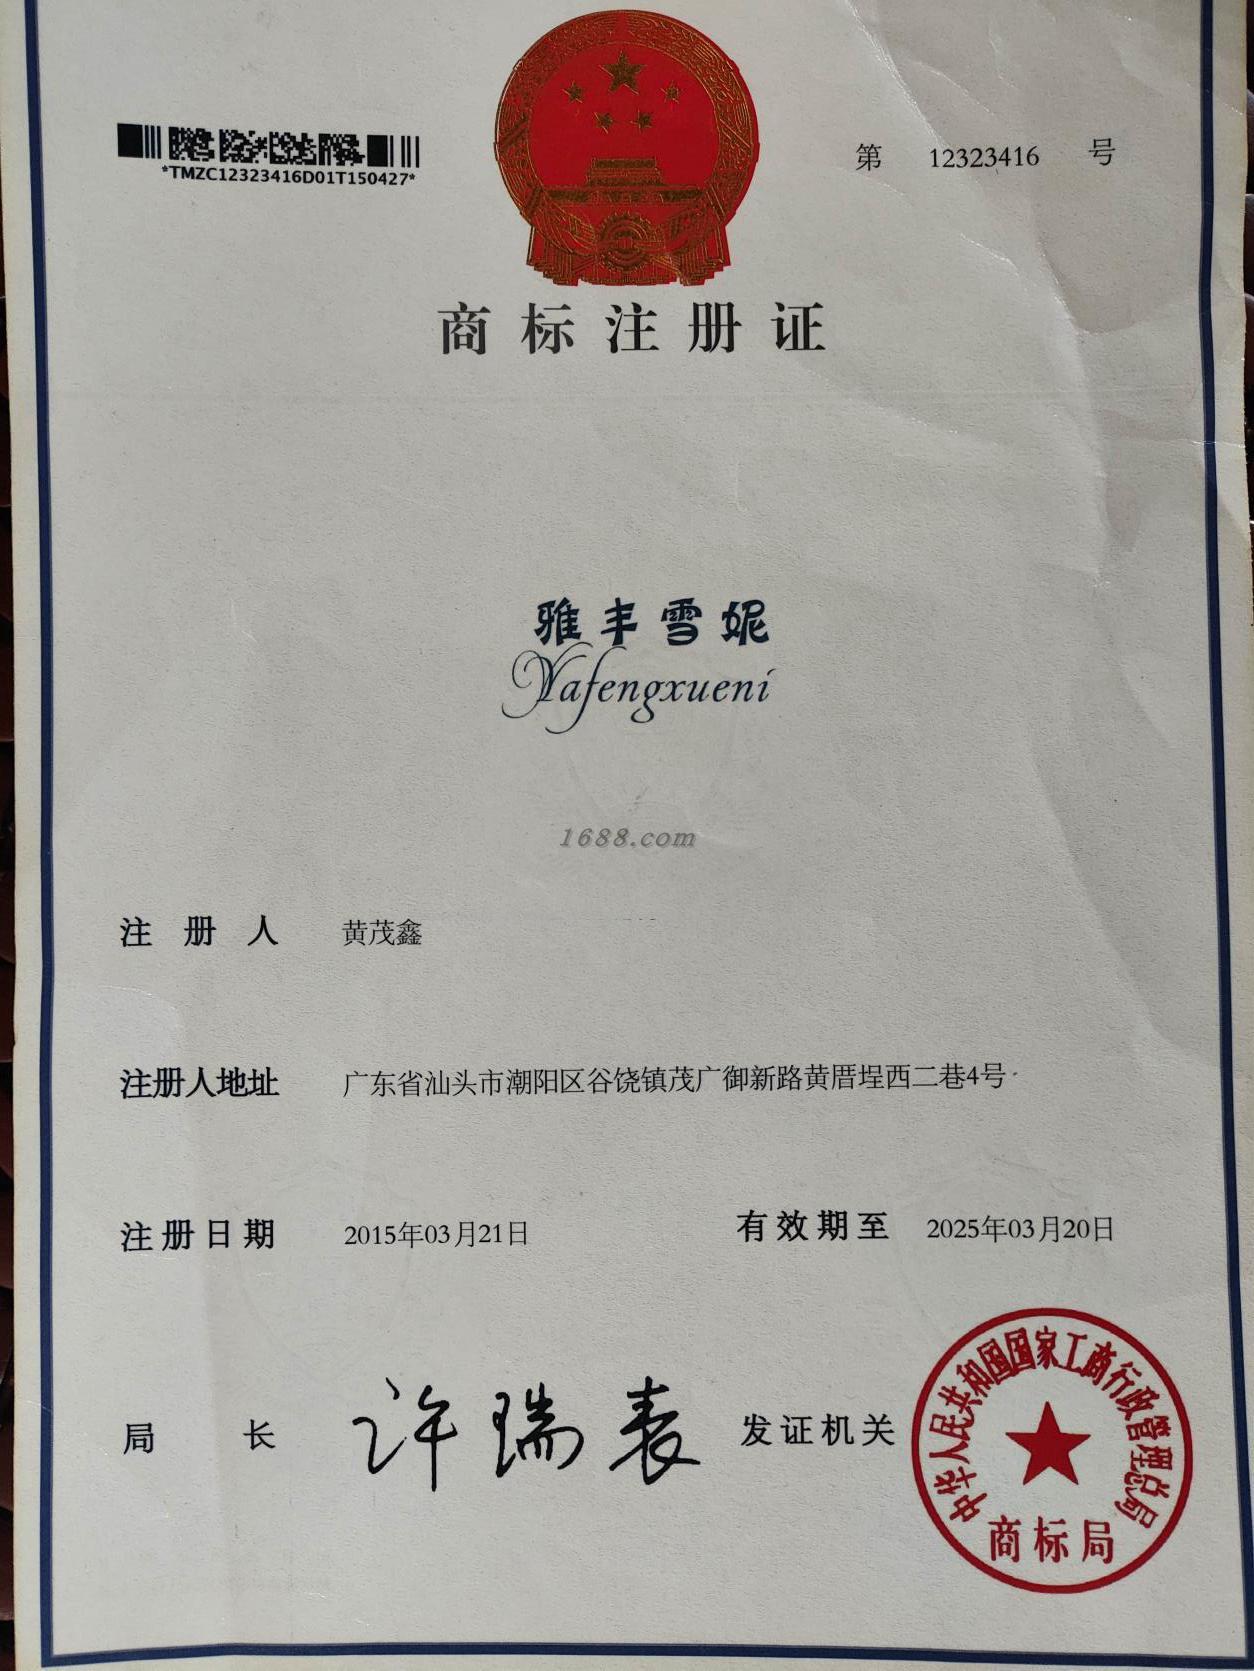 *TMZC12323416D01T150427*
第 12323416 号
商标注册证
雅丰雪妮
Yafengxueni
1688.com
注册人 黄茂鑫
注册人地址 广东省汕头市潮阳区谷饶镇茂广御新路黄厝埕西二巷4号
注册日期 2015年03月21日 有效期至 2025年03月20日
局长 许瑞表 发证机关
中华人民共和国国家工商行政管理总局
商标局